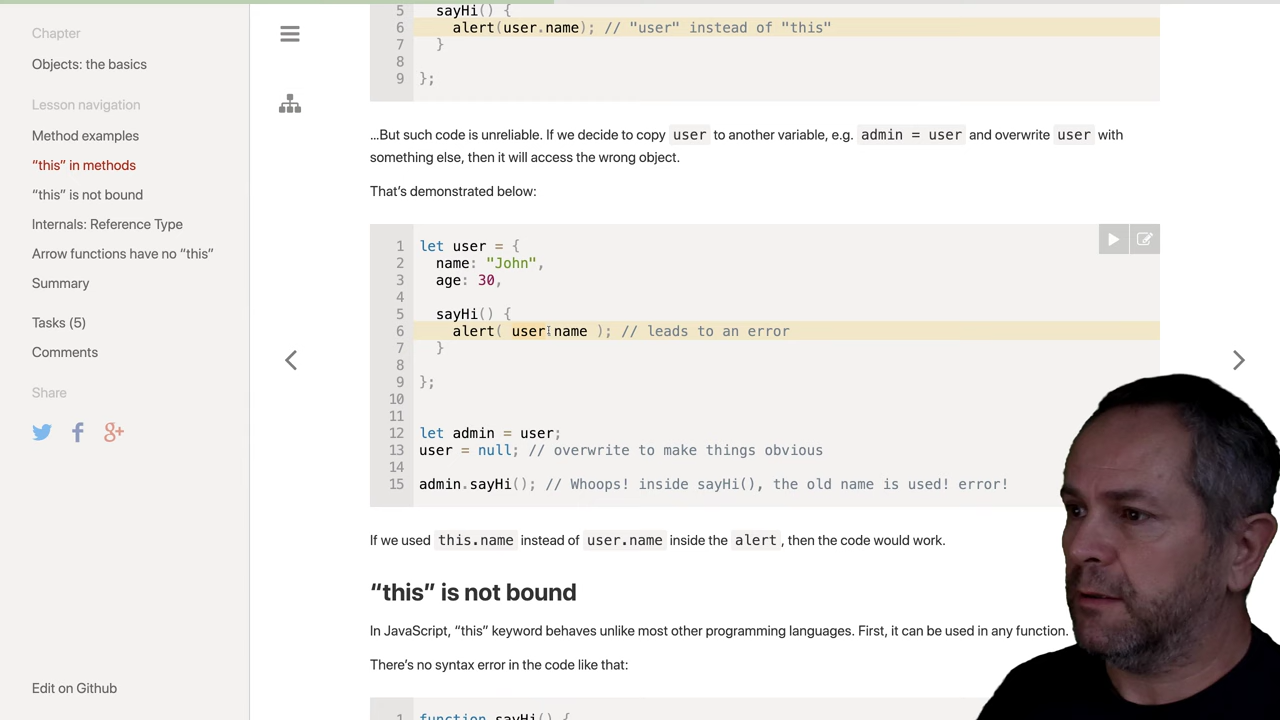 Chapter
Objects: the basics
Lesson navigation
Method examples
“this” in methods
“this” is not bound
Internals: Reference Type
Arrow functions have no “this”
Summary
Tasks (5)
Comments
Share
Edit on Github
5 sayHi() {
6 alert(user.name); // "user" instead of "this"
7 }
8
9 };
…But such code is unreliable. If we decide to copy user to another variable, e.g. admin = user and overwrite user with
something else, then it will access the wrong object.
That’s demonstrated below:
1 let user = {
2 name: "John",
3 age: 30,
4
5 sayHi() {
6 alert( user.name ); // leads to an error
7 }
8
9 };
10
11
12 let admin = user;
13 user = null; // overwrite to make things obvious
14
15 admin.sayHi(); // Whoops! inside sayHi(), the old name is used! error!
If we used this.name instead of user.name inside the alert, then the code would work.
“this” is not bound
In JavaScript, “this” keyword behaves unlike most other programming languages. First, it can be used in any function.
There’s no syntax error in the code like that:
1 function sayHi() {